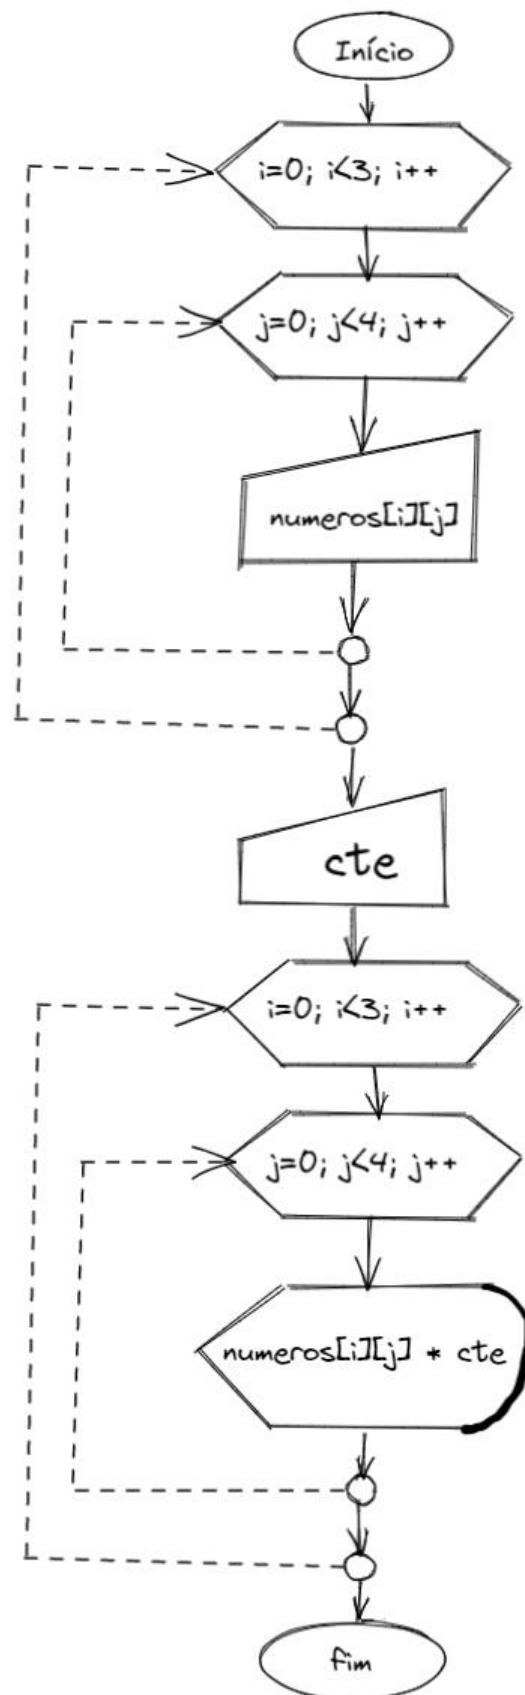 Início
i=0; i<3; i++
j=0; j<4; j++
numeros[i][j]
cte
i=0; i<3; i++
j=0; j<4; j++
numeros[i][j] * cte
fim